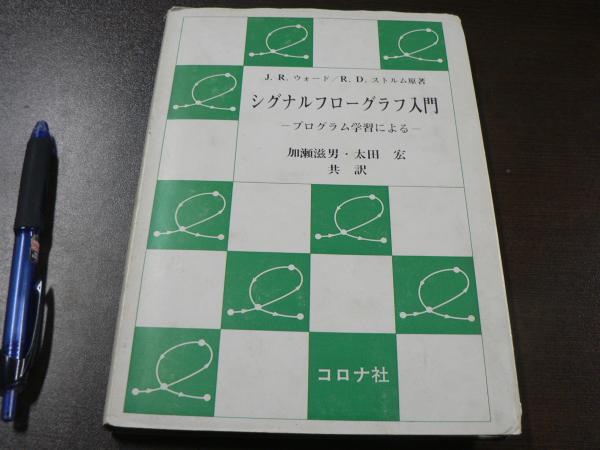 J. R. ウォード/R. D. ストルム原著
シグナルフローグラフ入門
―プログラム学習による―
加瀬滋男・太田 宏
共訳
コロナ社